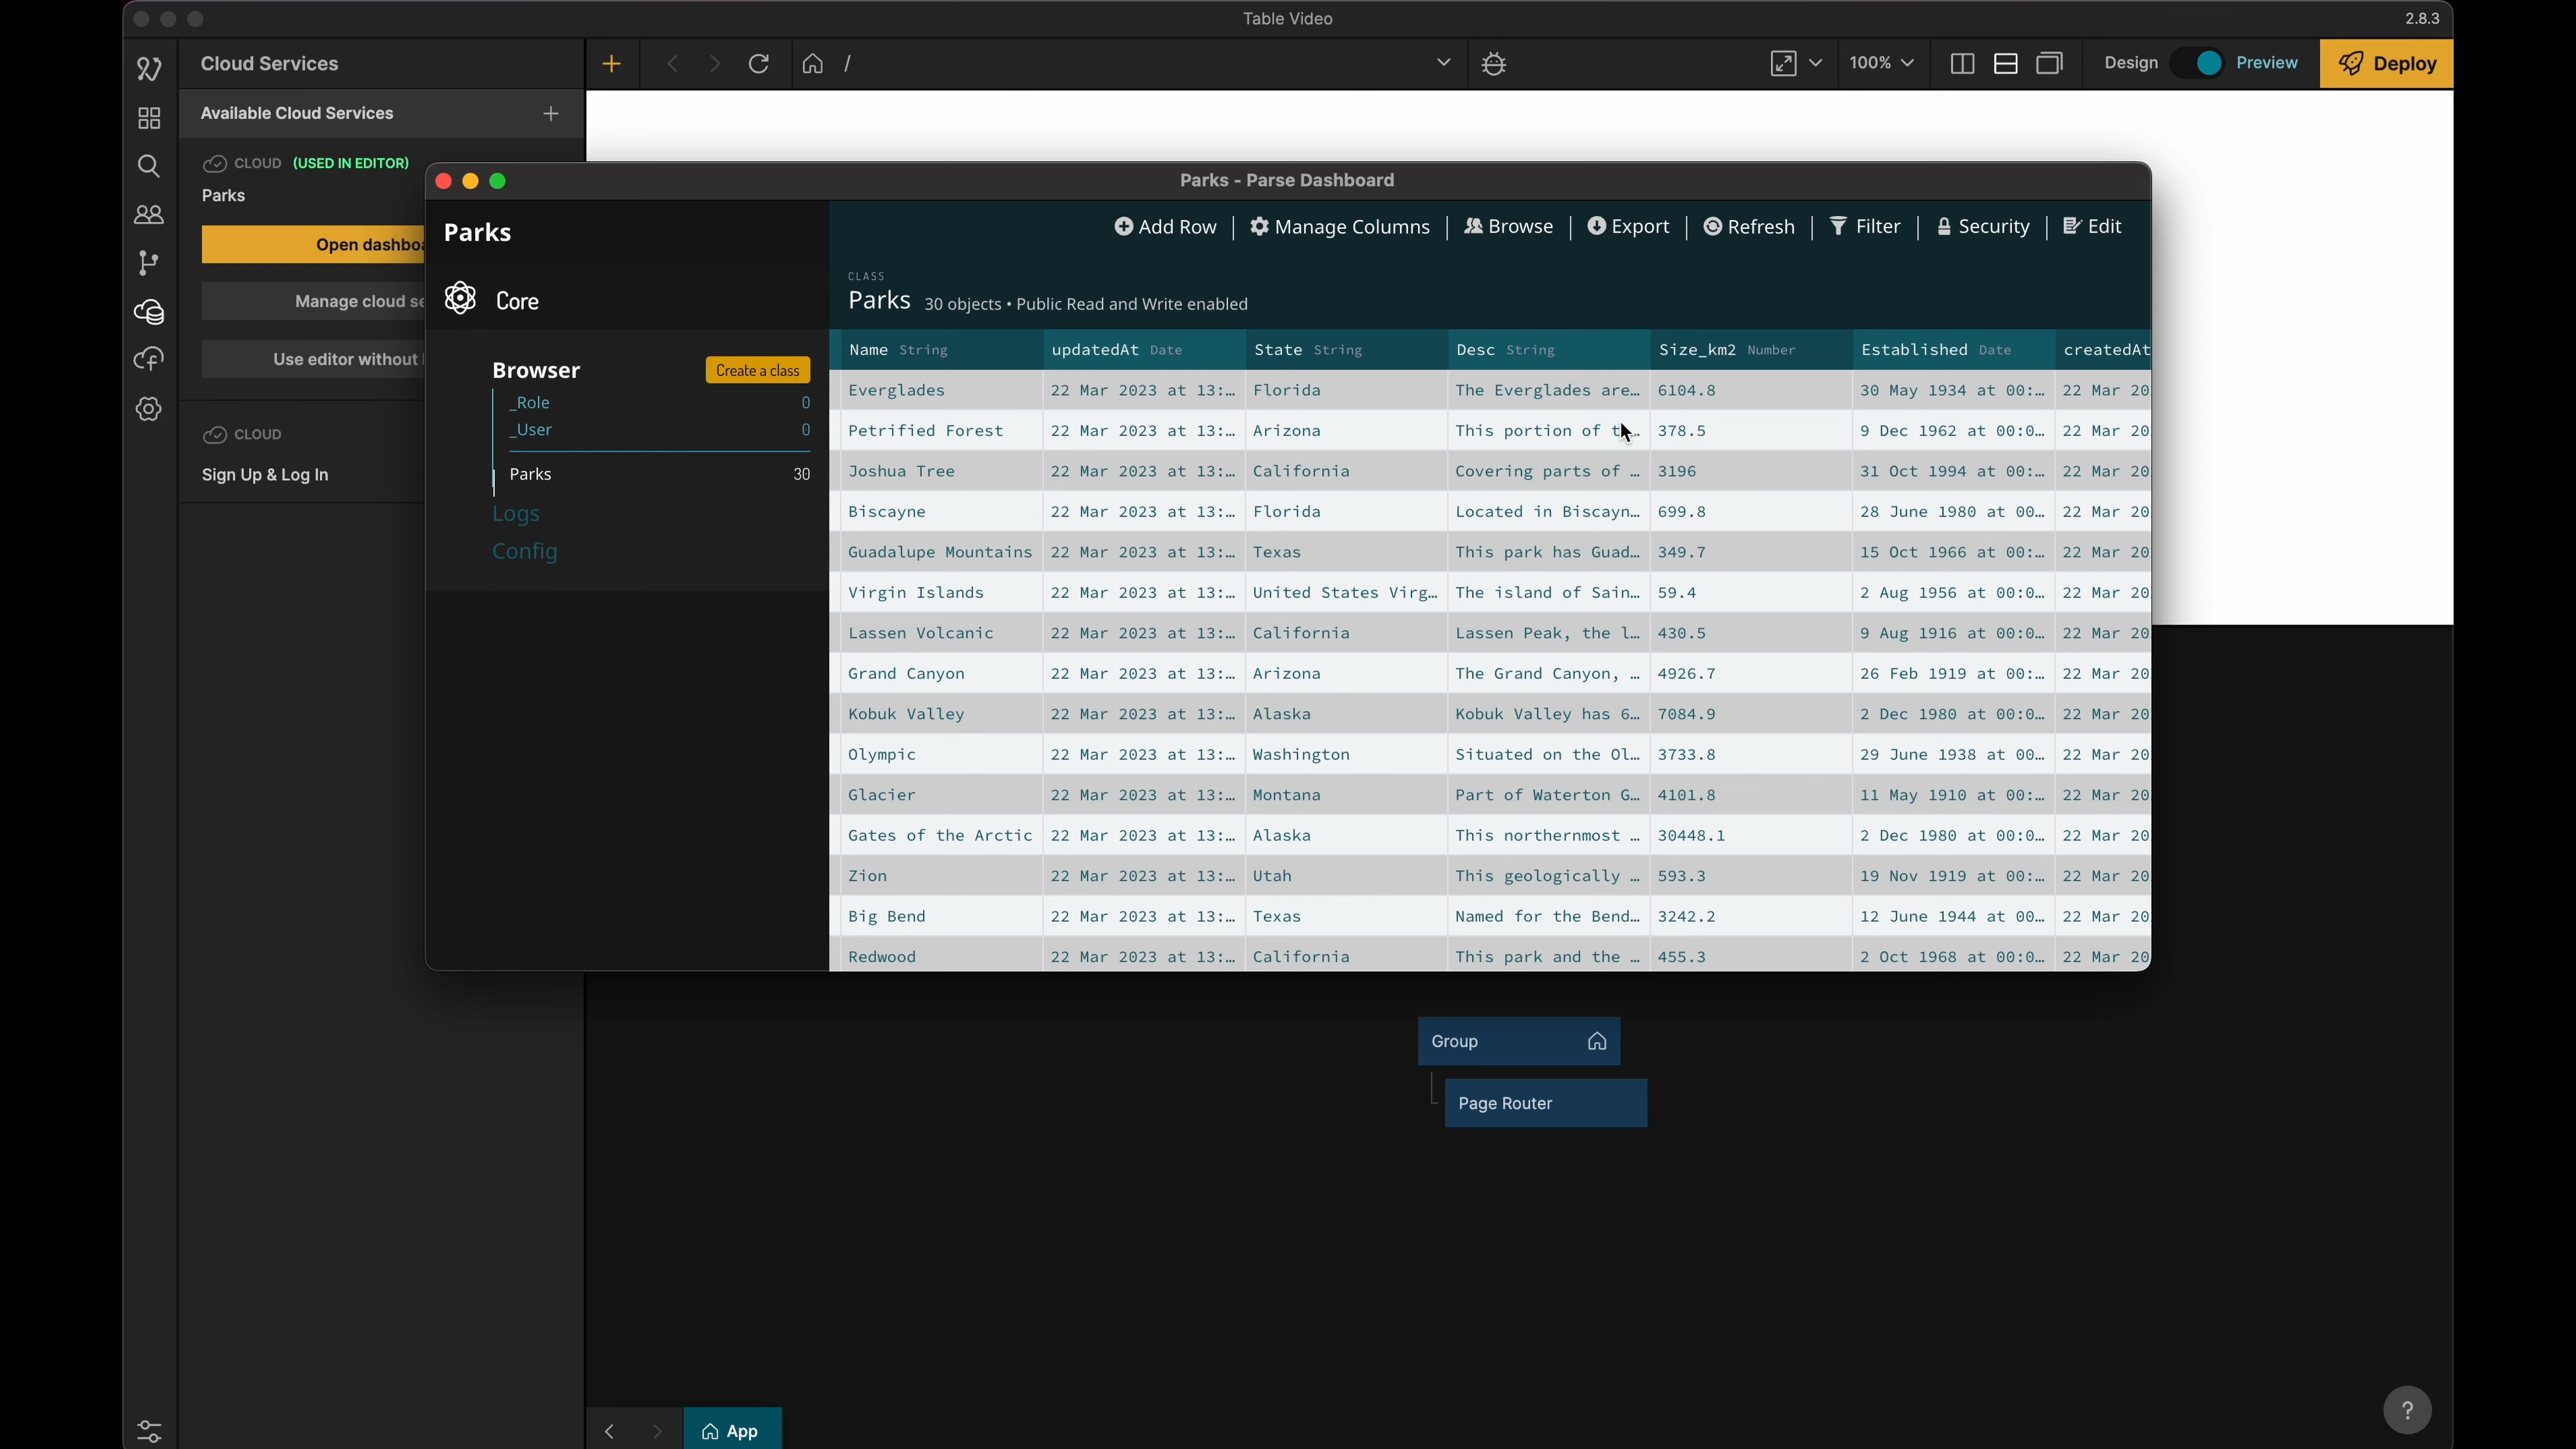 Table Video
2.8.3
Cloud Services
/
100%
Design
Preview
Deploy
Available Cloud Services
CLOUD (USED IN EDITOR)
Parks
Open dashboa
Manage cloud se
Use editor without
CLOUD
Sign Up & Log In
Parks - Parse Dashboard
Parks
Core
Browser
Create a class
_Role 0
_User 0
Parks 30
Logs
Config
Add Row
Manage Columns
Browse
Export
Refresh
Filter
Security
Edit
CLASS
Parks 30 objects • Public Read and Write enabled
Name String updatedAt Date State String Desc String Size_km2 Number Established Date createdAt
Everglades 22 Mar 2023 at 13:… Florida The Everglades are… 6104.8 30 May 1934 at 00:… 22 Mar 20
Petrified Forest 22 Mar 2023 at 13:… Arizona This portion of t… 378.5 9 Dec 1962 at 00:0… 22 Mar 20
Joshua Tree 22 Mar 2023 at 13:… California Covering parts of … 3196 31 Oct 1994 at 00:… 22 Mar 20
Biscayne 22 Mar 2023 at 13:… Florida Located in Biscayn… 699.8 28 June 1980 at 00… 22 Mar 20
Guadalupe Mountains 22 Mar 2023 at 13:… Texas This park has Guad… 349.7 15 Oct 1966 at 00:… 22 Mar 20
Virgin Islands 22 Mar 2023 at 13:… United States Virg… The island of Sain… 59.4 2 Aug 1956 at 00:0… 22 Mar 20
Lassen Volcanic 22 Mar 2023 at 13:… California Lassen Peak, the l… 430.5 9 Aug 1916 at 00:0… 22 Mar 20
Grand Canyon 22 Mar 2023 at 13:… Arizona The Grand Canyon, … 4926.7 26 Feb 1919 at 00:… 22 Mar 20
Kobuk Valley 22 Mar 2023 at 13:… Alaska Kobuk Valley has 6… 7084.9 2 Dec 1980 at 00:0… 22 Mar 20
Olympic 22 Mar 2023 at 13:… Washington Situated on the Ol… 3733.8 29 June 1938 at 00… 22 Mar 20
Glacier 22 Mar 2023 at 13:… Montana Part of Waterton G… 4101.8 11 May 1910 at 00:… 22 Mar 20
Gates of the Arctic 22 Mar 2023 at 13:… Alaska This northernmost … 30448.1 2 Dec 1980 at 00:0… 22 Mar 20
Zion 22 Mar 2023 at 13:… Utah This geologically … 593.3 19 Nov 1919 at 00:… 22 Mar 20
Big Bend 22 Mar 2023 at 13:… Texas Named for the Bend… 3242.2 12 June 1944 at 00… 22 Mar 20
Redwood 22 Mar 2023 at 13:… California This park and the … 455.3 2 Oct 1968 at 00:0… 22 Mar 20
Group
Page Router
App
?